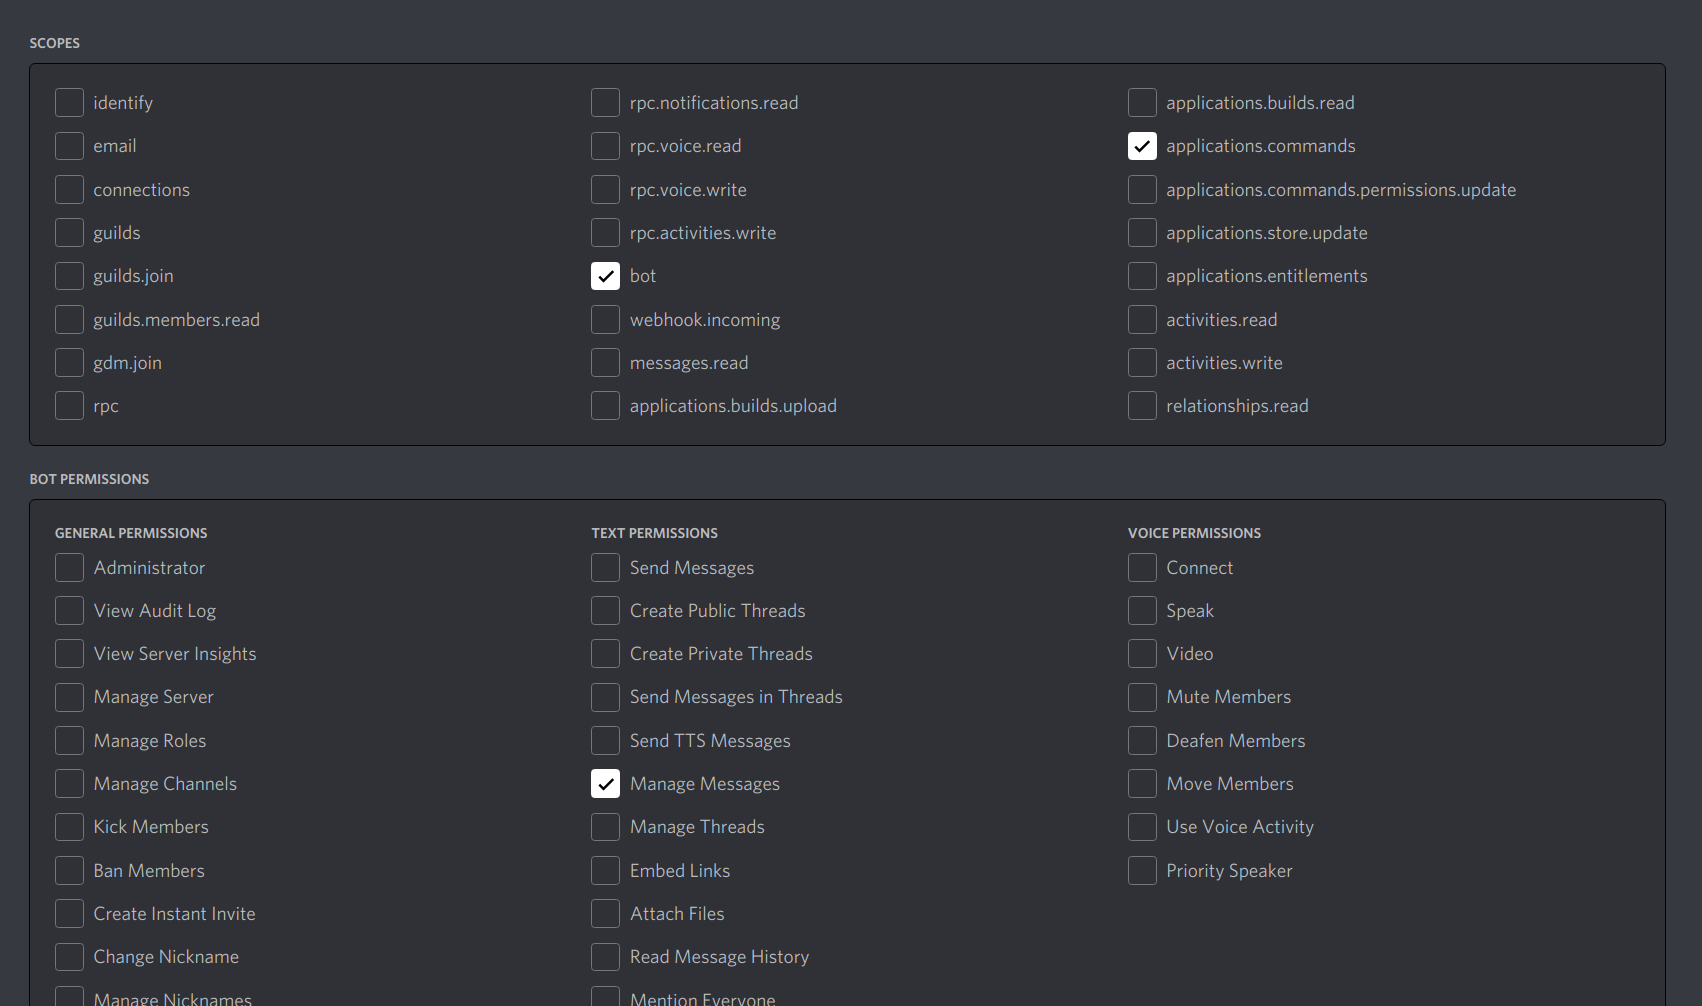 SCOPES
identify
email
connections
guilds
guilds.join
guilds.members.read
gdm.join
rpc
rpc.notifications.read
rpc.voice.read
rpc.voice.write
rpc.activities.write
bot
webhook.incoming
messages.read
applications.builds.upload
applications.builds.read
applications.commands
applications.commands.permissions.update
applications.store.update
applications.entitlements
activities.read
activities.write
relationships.read
BOT PERMISSIONS
GENERAL PERMISSIONS
Administrator
View Audit Log
View Server Insights
Manage Server
Manage Roles
Manage Channels
Kick Members
Ban Members
Create Instant Invite
Change Nickname
Manage Nicknames
TEXT PERMISSIONS
Send Messages
Create Public Threads
Create Private Threads
Send Messages in Threads
Send TTS Messages
Manage Messages
Manage Threads
Embed Links
Attach Files
Read Message History
Mention Everyone
VOICE PERMISSIONS
Connect
Speak
Video
Mute Members
Deafen Members
Move Members
Use Voice Activity
Priority Speaker